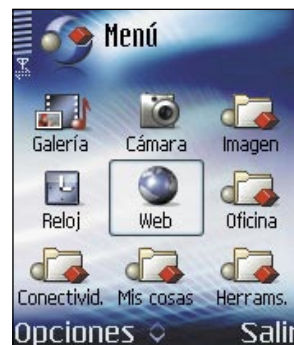 Menú
Galería Cámara Imagen
Reloj Web Oficina
Conectivid. Mis cosas Herrams.
Opciones Salir